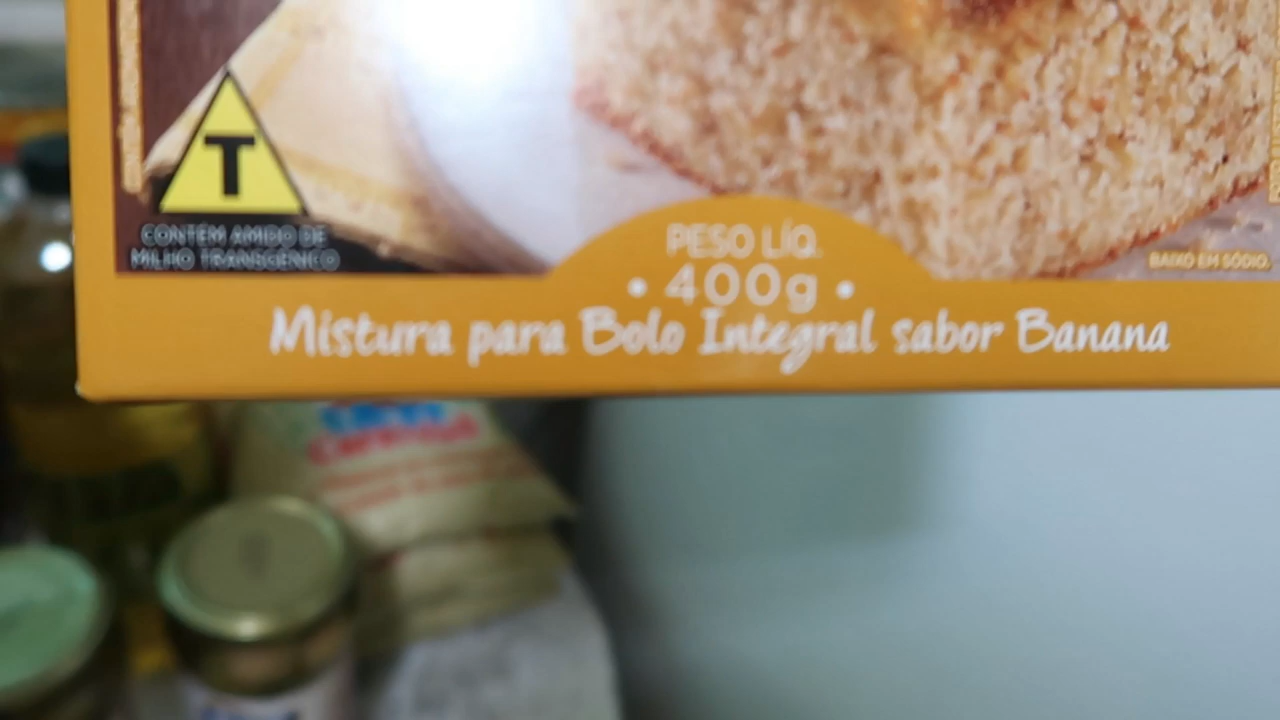 T
CONTÉM AMIDO DE
MILHO TRANSGÊNICO
PESO LÍQ.
• 400g •
BAIXO EM SÓDIO.
Mistura para Bolo Integral sabor Banana